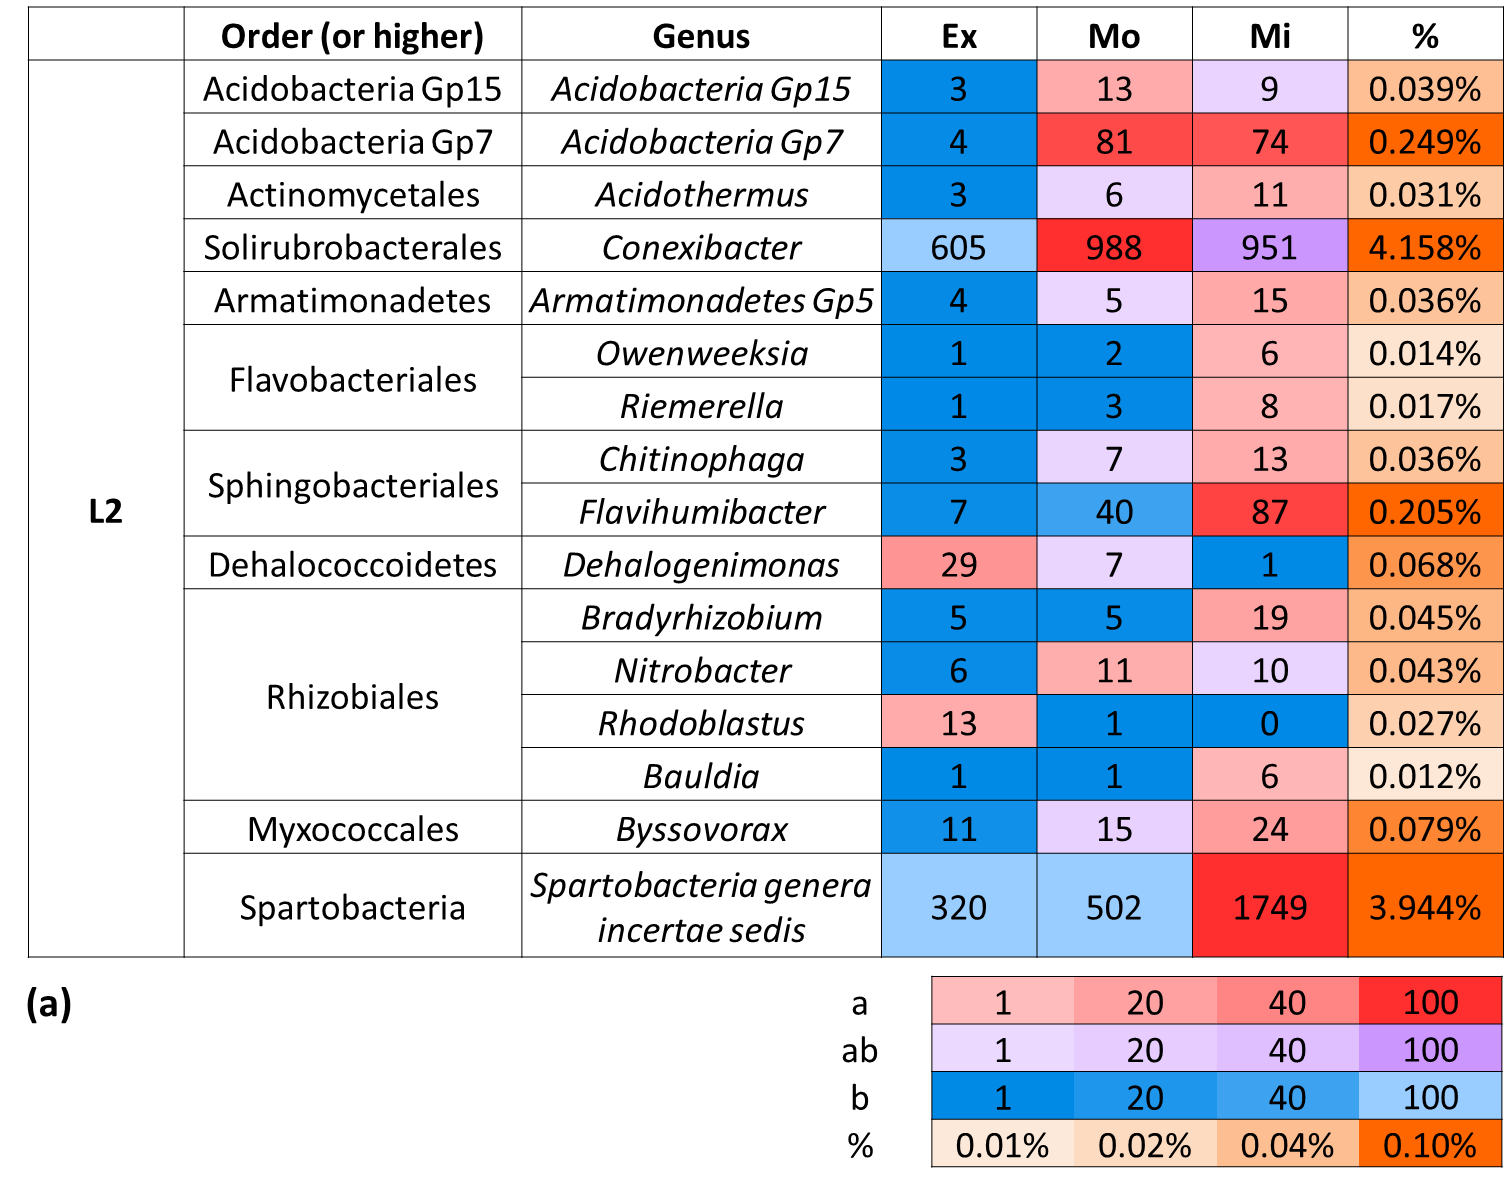 Order (or higher) Genus Ex Mo Mi %
L2
Acidobacteria Gp15 Acidobacteria Gp15 3 13 9 0.039%
Acidobacteria Gp7 Acidobacteria Gp7 4 81 74 0.249%
Actinomycetales Acidothermus 3 6 11 0.031%
Solirubrobacterales Conexibacter 605 988 951 4.158%
Armatimonadetes Armatimonadetes Gp5 4 5 15 0.036%
Flavobacteriales Owenweeksia 1 2 6 0.014%
Riemerella 1 3 8 0.017%
Sphingobacteriales Chitinophaga 3 7 13 0.036%
Flavihumibacter 7 40 87 0.205%
Dehalococcoidetes Dehalogenimonas 29 7 1 0.068%
Rhizobiales Bradyrhizobium 5 5 19 0.045%
Nitrobacter 6 11 10 0.043%
Rhodoblastus 13 1 0 0.027%
Bauldia 1 1 6 0.012%
Myxococcales Byssovorax 11 15 24 0.079%
Spartobacteria Spartobacteria genera
incertae sedis 320 502 1749 3.944%
(a)
a 1 20 40 100
ab 1 20 40 100
b 1 20 40 100
% 0.01% 0.02% 0.04% 0.10%